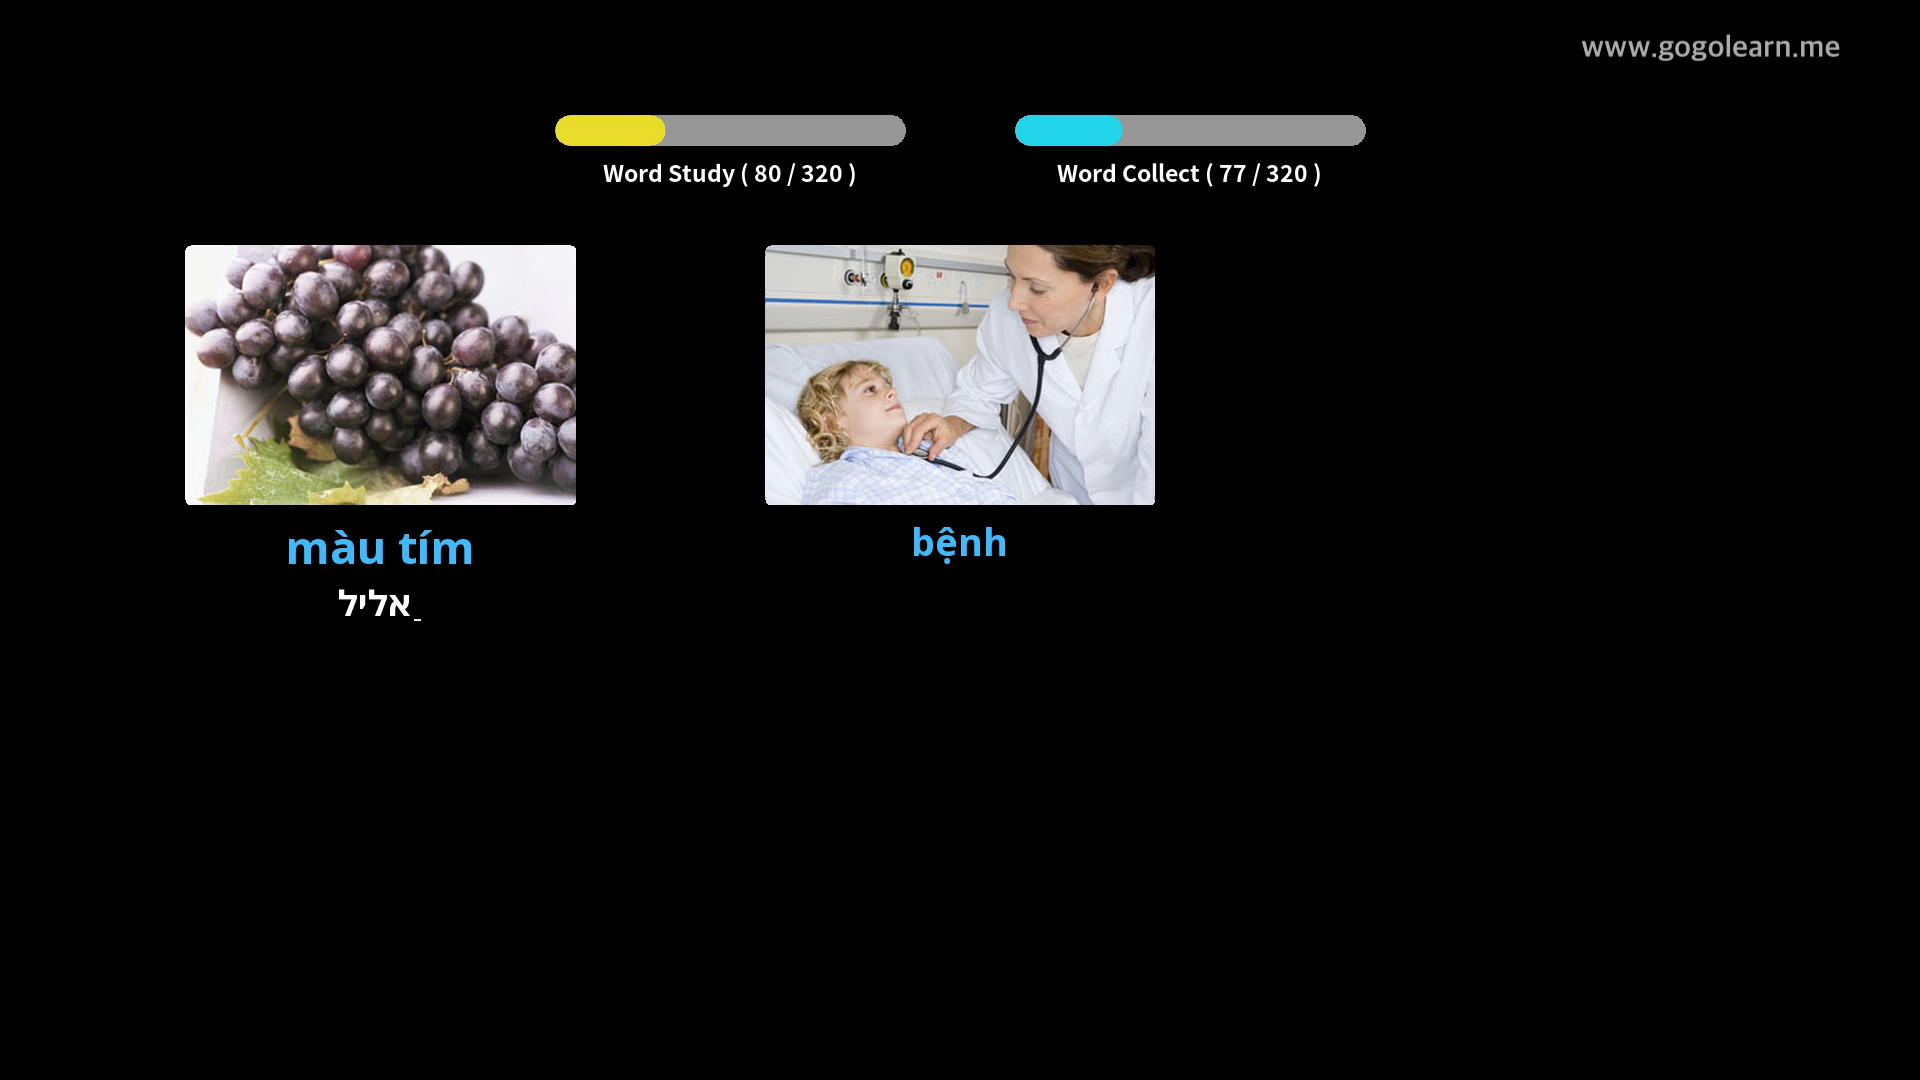 www.gogolearn.me
Word Study ( 80 / 320 )
Word Collect ( 77 / 320 )
màu tím
אליל_
bệnh